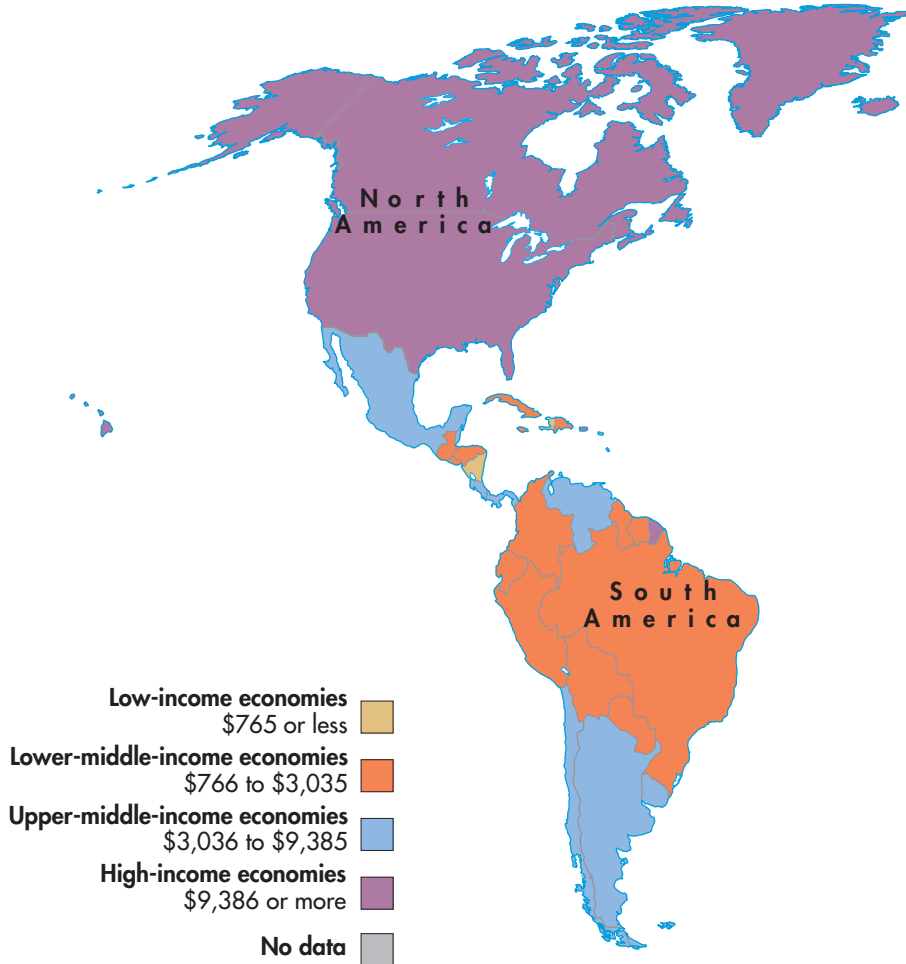 North
America
South
America
Low-income economies
$765 or less
Lower-middle-income economies
$766 to $3,035
Upper-middle-income economies
$3,036 to $9,385
High-income economies
$9,386 or more
No data